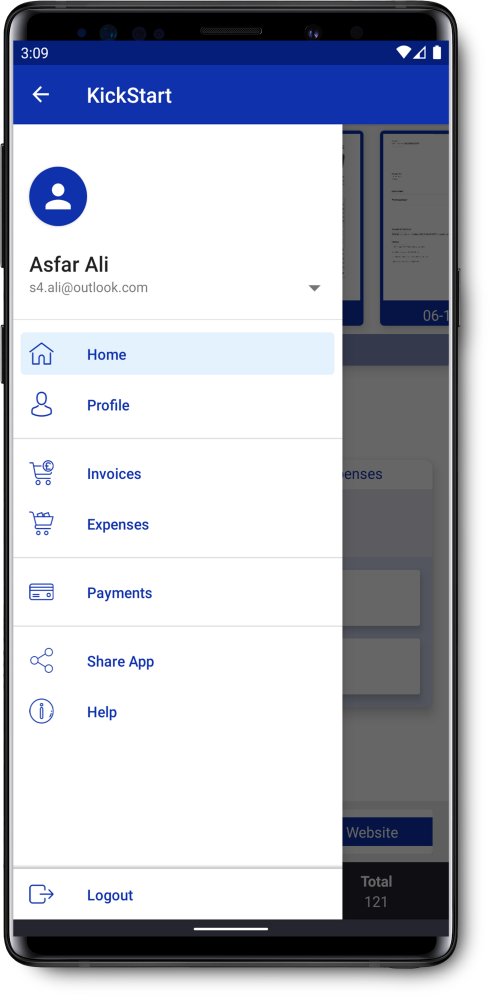 3:09
KickStart
Asfar Ali
s4.ali@outlook.com
Home
Profile
Invoices
Expenses
Payments
Share App
Help
Logout
06-1
penses
Website
Total
121